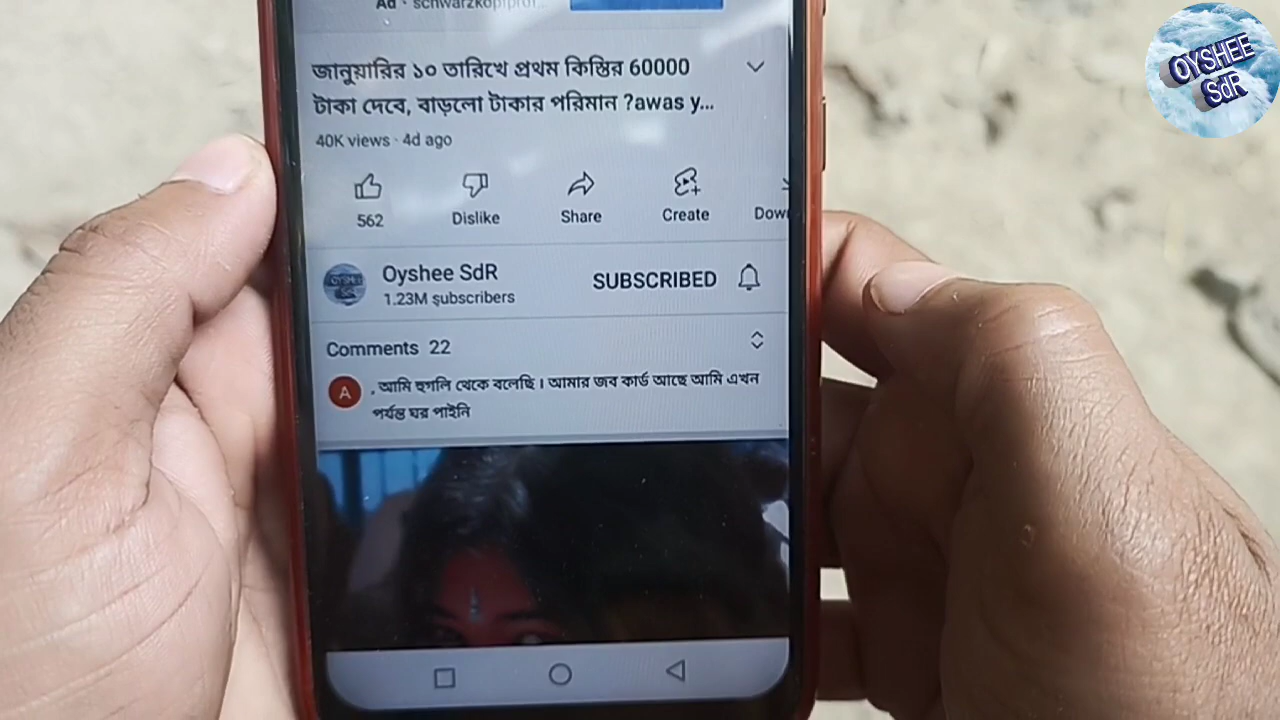 Ad
জানুয়ারির ১০ তারিখে প্রথম কিস্তির 60000
টাকা দেবে, বাড়লো টাকার পরিমান ?awas y...
40K views · 4d ago
562 Dislike Share Create
Oyshee SdR SUBSCRIBED
1.23M subscribers
Comments 22
A , আমি হুগলি থেকে বলেছি । আমার জব কার্ড আছে আমি এখন
পর্যন্ত ঘর পাইনি
OYSHEE
SdR